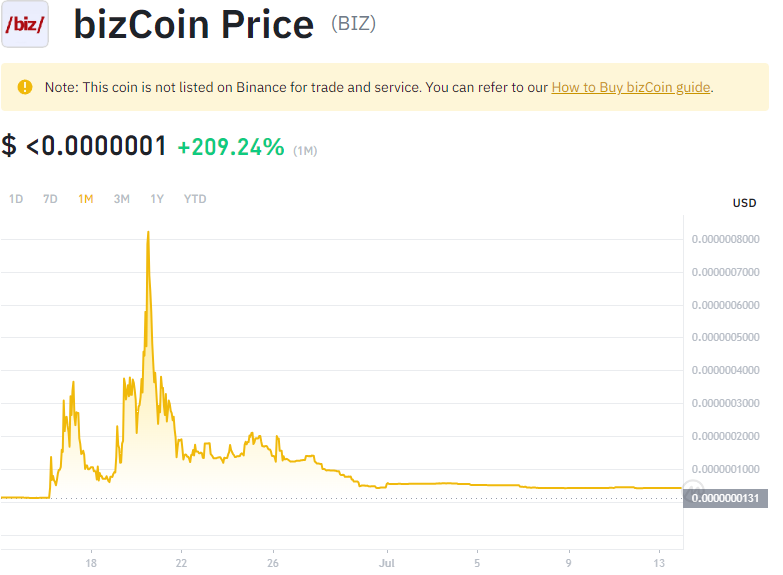 /biz/
bizCoin Price (BIZ)
Note: This coin is not listed on Binance for trade and service. You can refer to our How to Buy bizCoin guide.
$ <0.0000001 +209.24% (1M)
1D 7D 1M 3M 1Y YTD
USD
0.0000008000
0.0000007000
0.0000006000
0.0000005000
0.0000004000
0.0000003000
0.0000002000
0.0000001000
0.0000000131
18 22 26 Jul 5 9 13